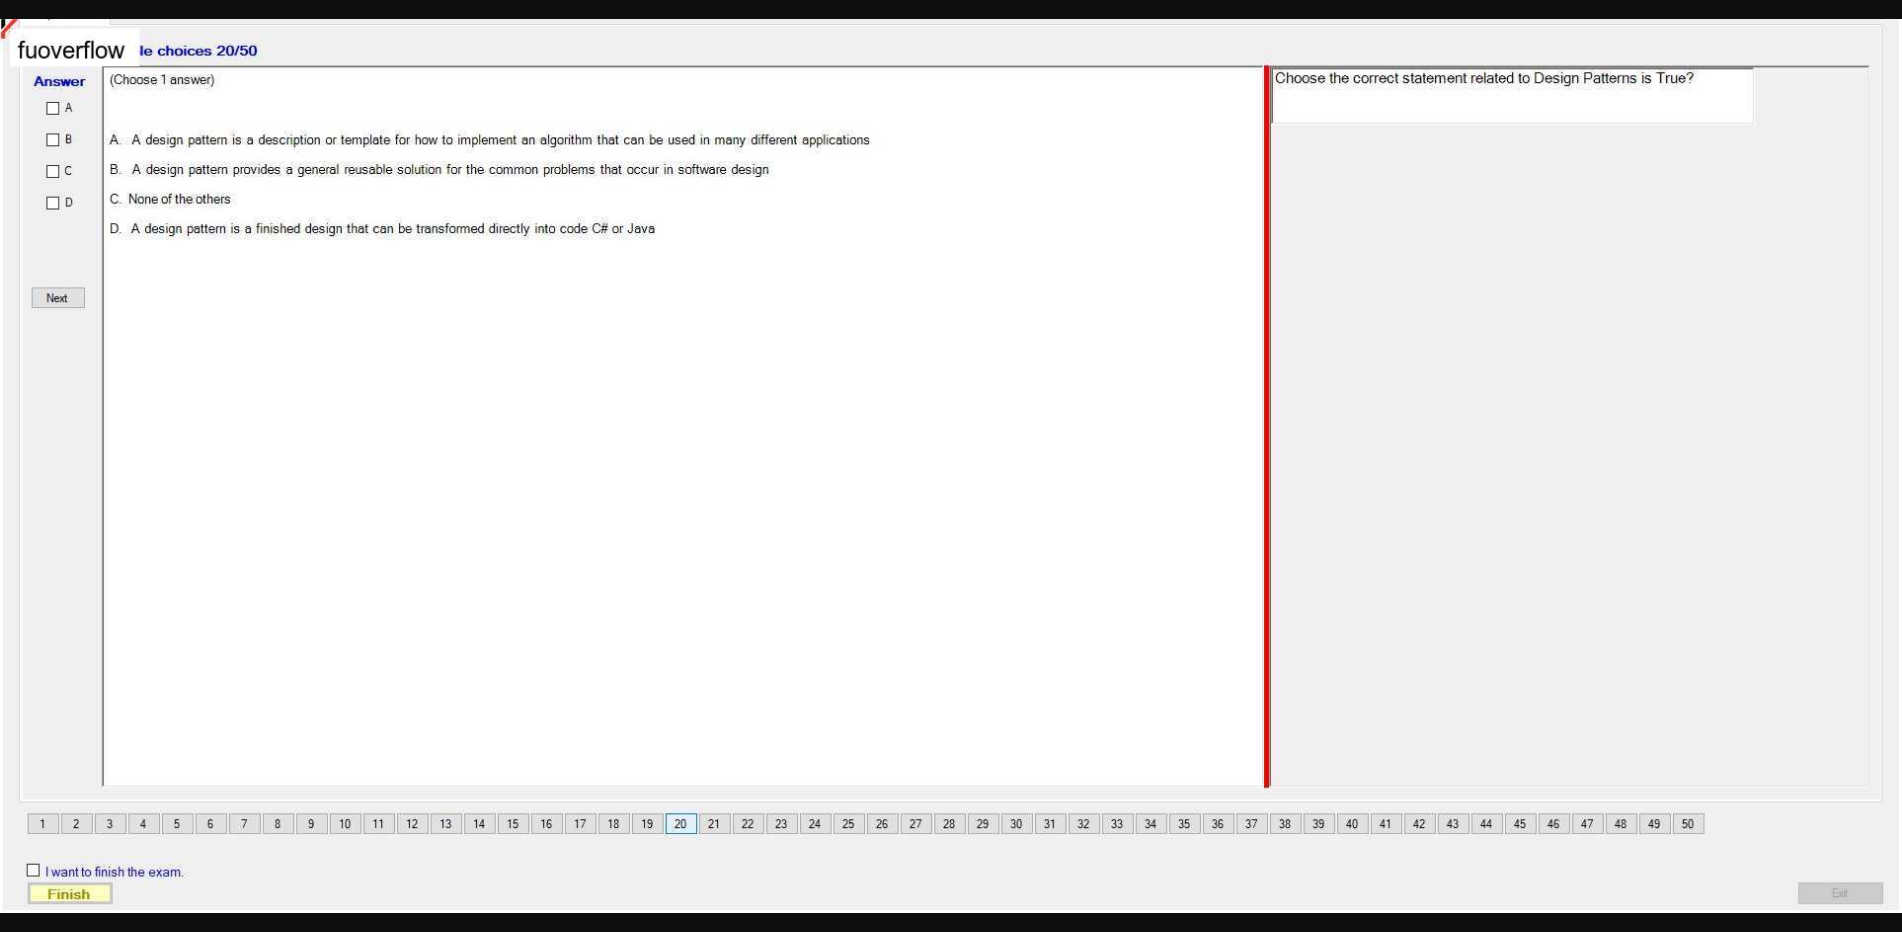 fuoverflow le choices 20/50
Answer
(Choose 1 answer)
Choose the correct statement related to Design Patterns is True?
A
B
C
D
A. A design pattern is a description or template for how to implement an algorithm that can be used in many different applications
B. A design pattern provides a general reusable solution for the common problems that occur in software design
C. None of the others
D. A design pattern is a finished design that can be transformed directly into code C# or Java
Next
1 2 3 4 5 6 7 8 9 10 11 12 13 14 15 16 17 18 19 20 21 22 23 24 25 26 27 28 29 30 31 32 33 34 35 36 37 38 39 40 41 42 43 44 45 46 47 48 49 50
I want to finish the exam.
Finish
Exit